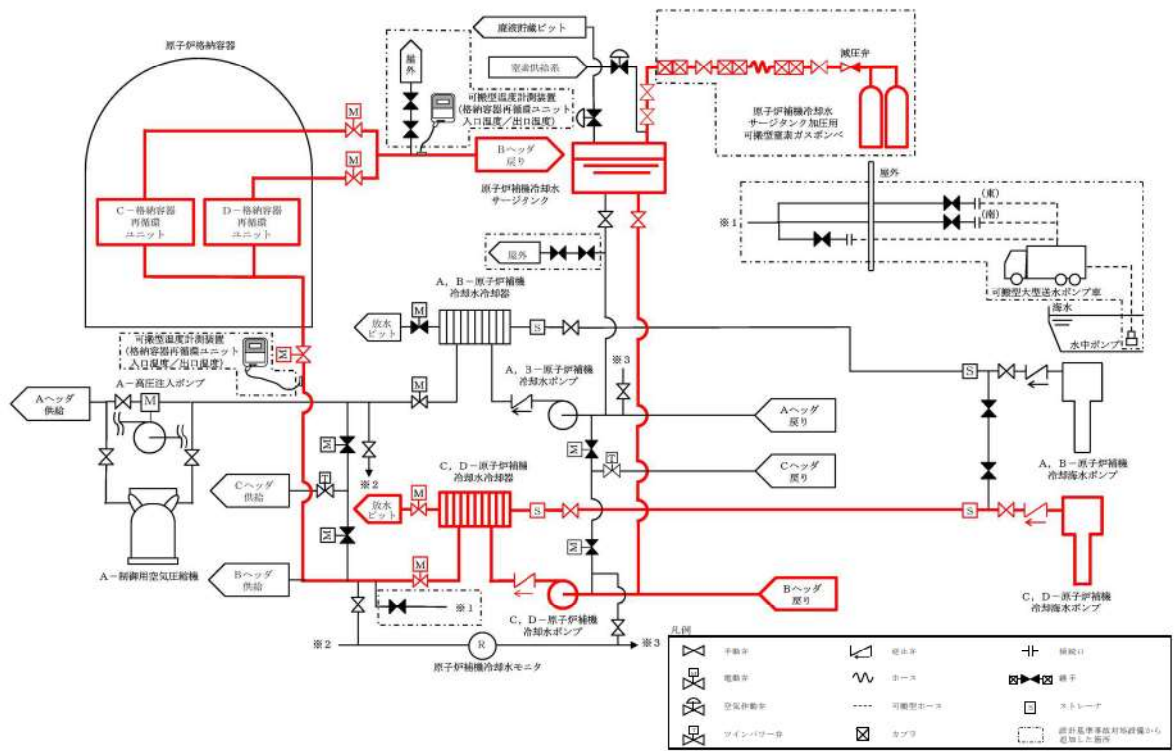 原子炉格納容器
屋外
可搬型温度計測装置
(格納容器再循環ユニット
入口温度／出口温度)
廃液貯蔵ピット
窒素供給系
減圧弁
原子炉補機冷却水
サージタンク加圧用
可搬型窒素ガスボンベ
M
M
Bヘッダ
戻り
原子炉補機冷却水
サージタンク
C－格納容器
再循環
ユニット
D－格納容器
再循環
ユニット
屋外
(東)
(南)
※1
可搬型大型送水ポンプ車
海水
水中ポンプ
屋外
A，B－原子炉補機
冷却水冷却器
放水
ピット
M
S
可搬型温度計測装置
(格納容器再循環ユニット
入口温度／出口温度)
M
※3
S
A－高圧注入ポンプ
M
Aヘッダ
供給
M
A，3－原子炉補機
冷却水ポンプ
Aヘッダ
戻り
M
M
A，B－原子炉補機
冷却海水ポンプ
Cヘッダ
供給
T
※2
C，D－原子炉補機
冷却水冷却器
T
Cヘッダ
戻り
放水
ピット
M
S
S
M
M
A－制御用空気圧縮機
Bヘッダ
供給
M
Bヘッダ
戻り
C，D－原子炉補機
冷却海水ポンプ
※1
C，D－原子炉補機
冷却水ポンプ
※2
R
※3
原子炉補機冷却水モニタ
凡例
手動弁
逆止弁
接続口
M
電動弁
ホース
継手
空気作動弁
可搬型ホース
S
ストレーナ
T
ツインパワー弁
カプラ
設計基準事故対処設備から
追加した箇所